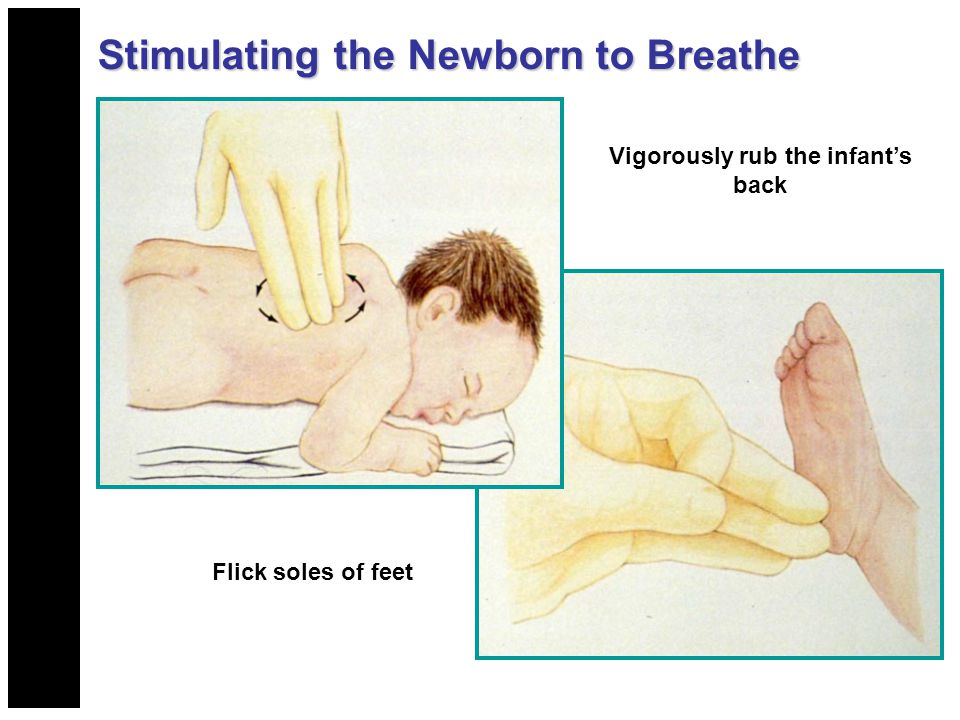 Stimulating the Newborn to Breathe
Vigorously rub the infant’s
back
Flick soles of feet